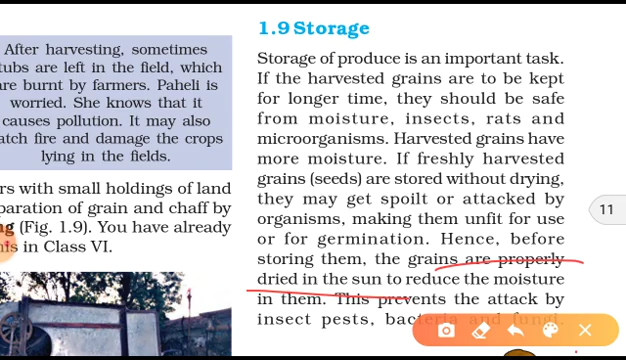 After harvesting, sometimes
tubs are left in the field, which
are burnt by farmers. Paheli is
worried. She knows that it
causes pollution. It may also
atch fire and damage the crops
lying in the fields.
rs with small holdings of land
paration of grain and chaff by
ng (Fig. 1.9). You have already
his in Class VI.
1.9 Storage
Storage of produce is an important task.
If the harvested grains are to be kept
for longer time, they should be safe
from moisture, insects, rats and
microorganisms. Harvested grains have
more moisture. If freshly harvested
grains (seeds) are stored without drying,
they may get spoilt or attacked by
organisms, making them unfit for use
or for germination. Hence, before
storing them, the grains are properly
dried in the sun to reduce the moisture
in them. This prevents the attack by
insect pests, bacteria and fungi.
11